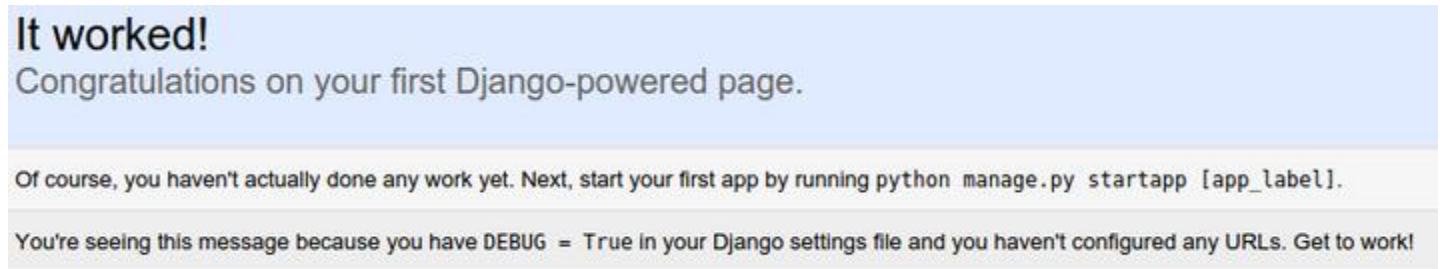 It worked!
Congratulations on your first Django-powered page.
Of course, you haven't actually done any work yet. Next, start your first app by running python manage.py startapp [app_label].
You're seeing this message because you have DEBUG = True in your Django settings file and you haven't configured any URLs. Get to work!